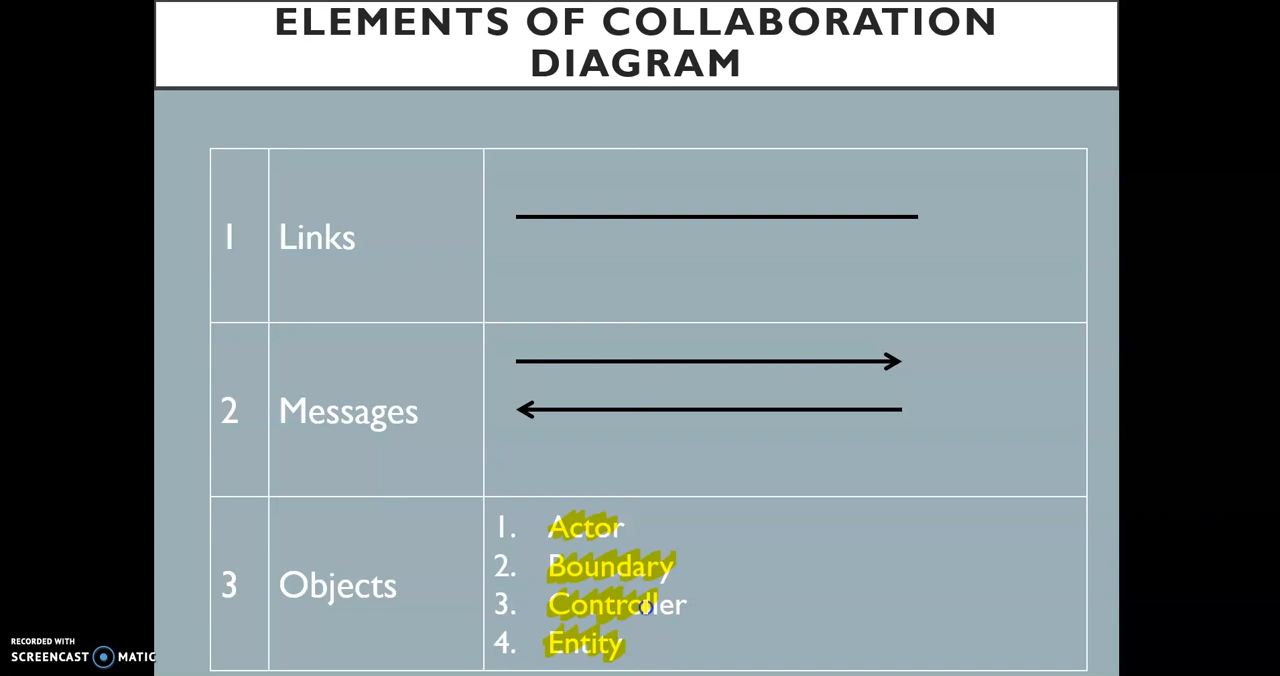 ELEMENTS OF COLLABORATION
DIAGRAM
1 Links
2 Messages
3 Objects
1. Actor
2. Boundary
3. Controller
4. Entity
RECORDED WITH
SCREENCAST MATIC